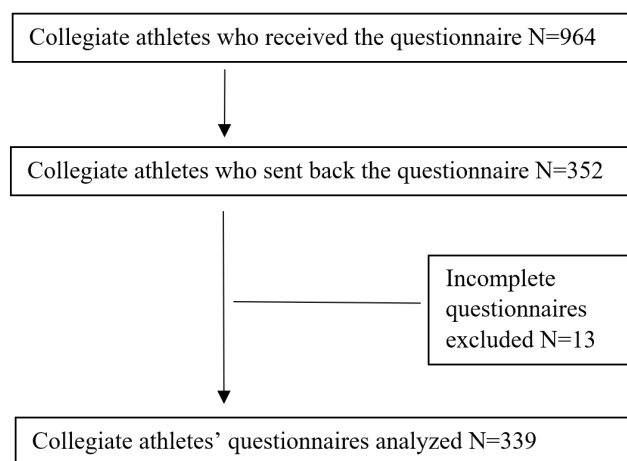 Collegiate athletes who received the questionnaire N=964
Collegiate athletes who sent back the questionnaire N=352
Incomplete
questionnaires
excluded N=13
Collegiate athletes’ questionnaires analyzed N=339